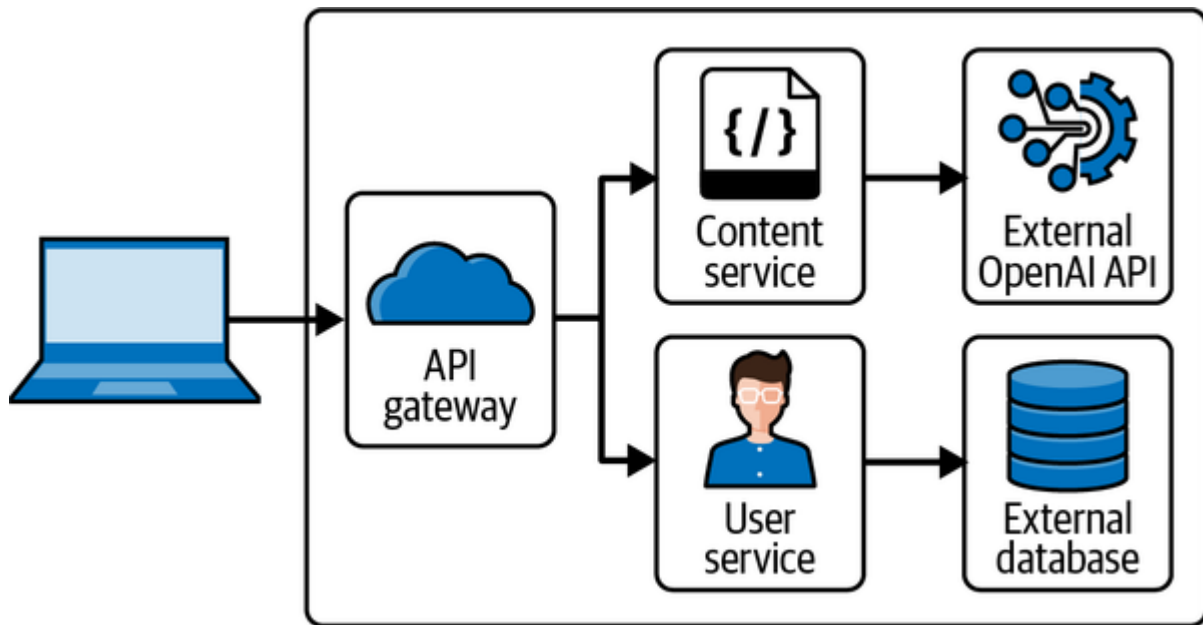 {/}
Content
service
External
OpenAI API
API
gateway
User
service
External
database